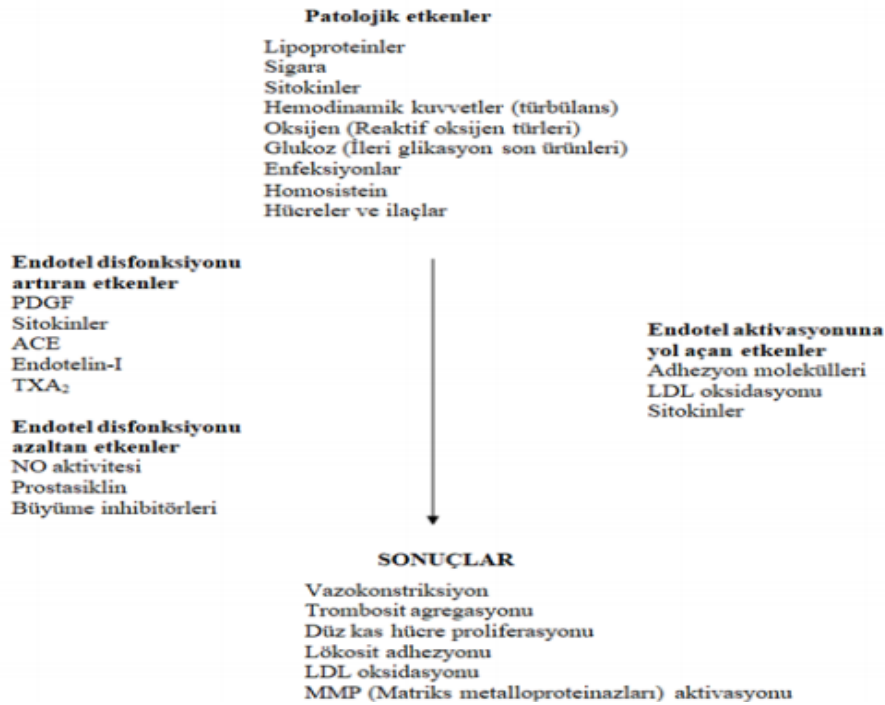 Patolojik etkenler
Lipoproteinler
Sigara
Sitokinler
Hemodinamik kuvvetler (türbülans)
Oksijen (Reaktif oksijen türleri)
Glukoz (İleri glikasyon son ürünleri)
Enfeksiyonlar
Homosistein
Hücreler ve ilaçlar
Endotel disfonksiyonu
artıran etkenler
PDGF
Sitokinler
ACE
Endotelin-I
TXA₂
Endotel disfonksiyonu
azaltan etkenler
NO aktivitesi
Prostasiklin
Büyüme inhibitörleri
Endotel aktivasyonuna
yol açan etkenler
Adhezyon molekülleri
LDL oksidasyonu
Sitokinler
SONUÇLAR
Vazokonstriksiyon
Trombosit agregasyonu
Düz kas hücre proliferasyonu
Lökosit adhezyonu
LDL oksidasyonu
MMP (Matriks metalloproteinazları) aktivasyonu